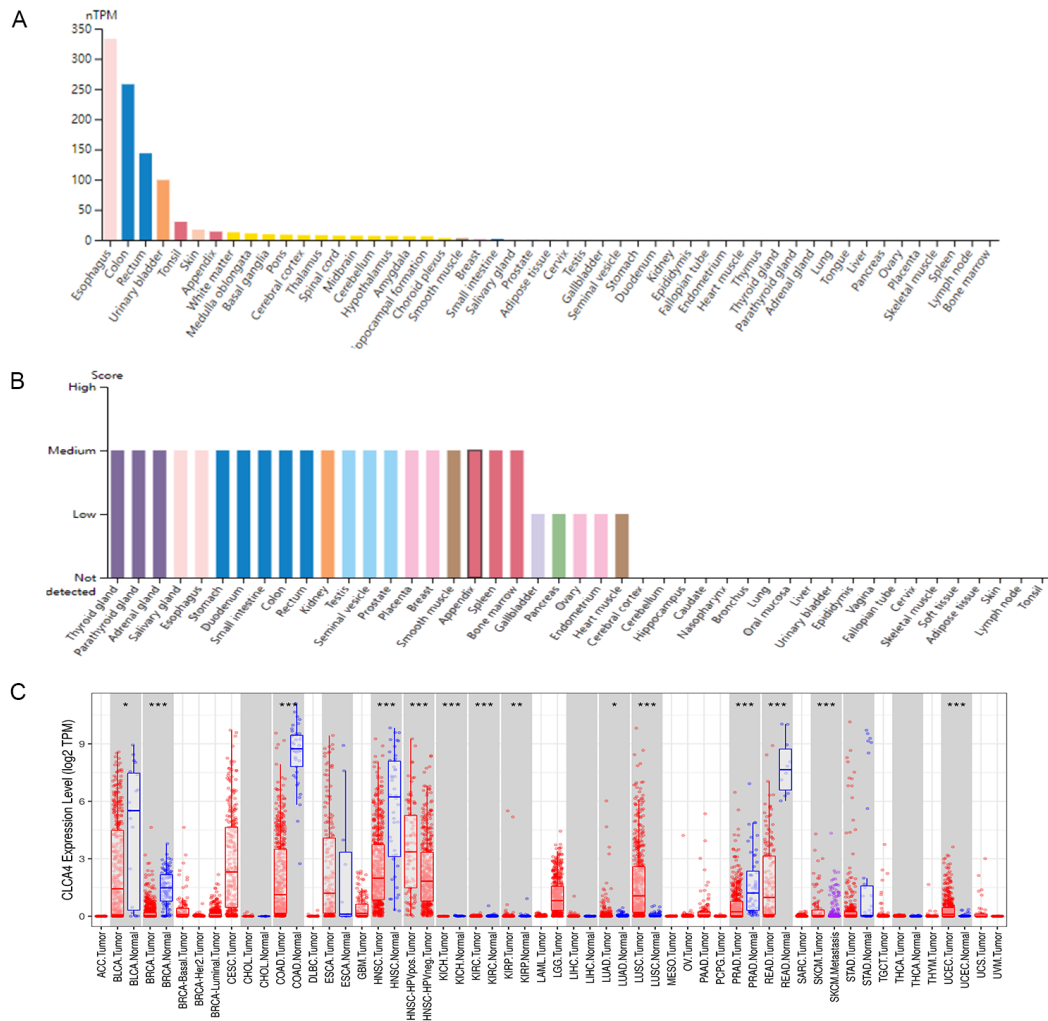 A
nTPM
350
300
250
200
150
100
50
0
Esophagus
Colon
Rectum
Urinary bladder
Tonsil
Skin
Appendix
White matter
Medulla oblongata
Basal ganglia
Pons
Cerebral cortex
Thalamus
Spinal cord
Midbrain
Cerebellum
Hypothalamus
Amygdala
lopocampal formation
Choroid plexus
Smooth muscle
Breast
Small intestine
Salivary gland
Prostate
Adipose tissue
Cervix
Testis
Gallbladder
Seminal vesicle
Stomach
Duodenum
Kidney
Epididymis
Fallopian tube
Endometrium
Heart muscle
Thymus
Thyroid gland
Parathyroid gland
Adrenal gland
Lung
Tongue
Liver
Pancreas
Ovary
Placenta
Skeletal muscle
Spleen
Lymph node
Bone marrow
B
Score
High
Medium
Low
Not
detected
Thyroid gland
Parathyroid gland
Adrenal gland
Salivary gland
Esophagus
Stomach
Duodenum
Small intestine
Colon
Rectum
Kidney
Testis
Seminal vesicle
Prostate
Placenta
Breast
Smooth muscle
Appendix
Spleen
Bone marrow
Gallbladder
Pancreas
Ovary
Endometrium
Heart muscle
Cerebral cortex
Cerebellum
Hippocampus
Caudate
Nasopharynx
Bronchus
Lung
Oral mucosa
Liver
Urinary bladder
Epididymis
Vagina
Fallopian tube
Cervix
Skeletal muscle
Soft tissue
Adipose tissue
Skin
Lymph node
Tonsil
C
CLCA4 Expression Level (log2 TPM)
9
6
3
0
* *** *** *** *** *** *** ** * *** *** *** *** ***
ACC.Tumor
BLCA.Tumor
BLCA.Normal
BRCA.Tumor
BRCA.Normal
BRCA-Basal.Tumor
BRCA-Her2.Tumor
BRCA-Luminal.Tumor
CESC.Tumor
CHOL.Tumor
CHOL.Normal
COAD.Tumor
COAD.Normal
DLBC.Tumor
ESCA.Tumor
ESCA.Normal
GBM.Tumor
HNSC.Tumor
HNSC.Normal
HNSC-HPVpos.Tumor
HNSC-HPVneg.Tumor
KICH.Tumor
KICH.Normal
KIRC.Tumor
KIRC.Normal
KIRP.Tumor
KIRP.Normal
LAML.Tumor
LGG.Tumor
LIHC.Tumor
LIHC.Normal
LUAD.Tumor
LUAD.Normal
LUSC.Tumor
LUSC.Normal
MESO.Tumor
OV.Tumor
PAAD.Tumor
PCPG.Tumor
PRAD.Tumor
PRAD.Normal
READ.Tumor
READ.Normal
SARC.Tumor
SKCM.Tumor
SKCM.Metastasis
STAD.Tumor
STAD.Normal
TGCT.Tumor
THCA.Tumor
THCA.Normal
THYM.Tumor
UCEC.Tumor
UCEC.Normal
UCS.Tumor
UVM.Tumor